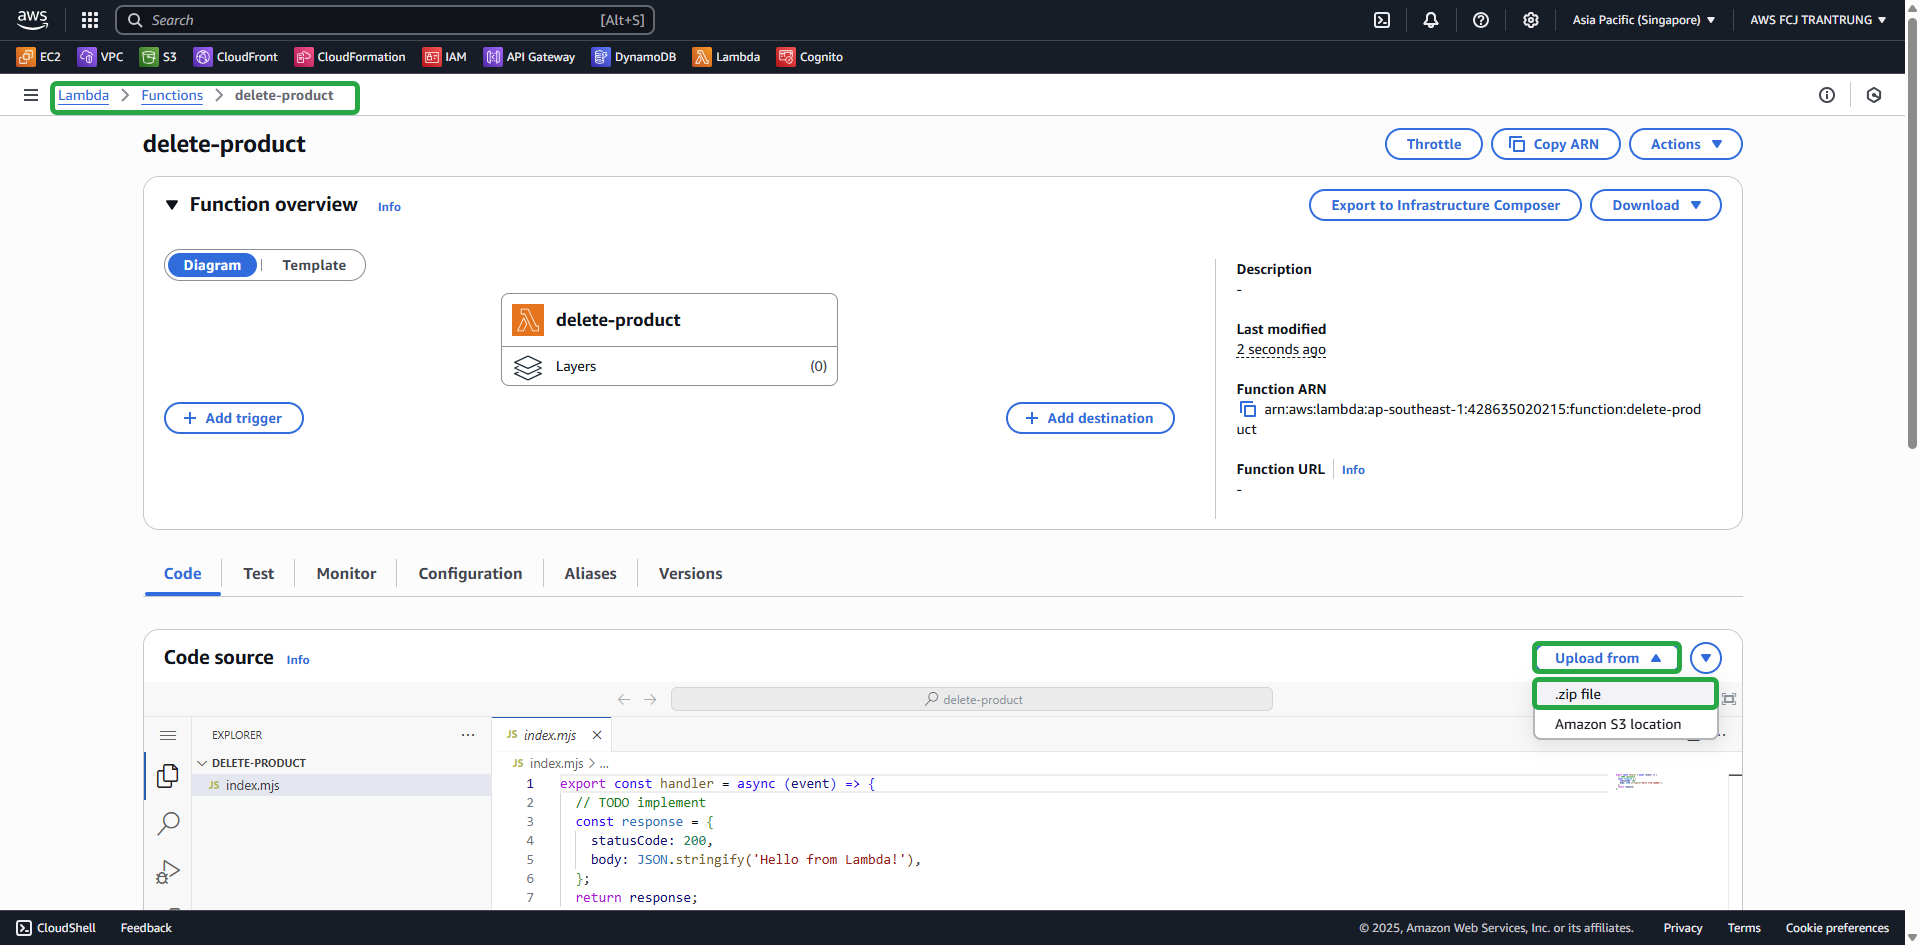 aws
Search [Alt+S]
Asia Pacific (Singapore) AWS FCJ TRANTRUNG
EC2 VPC S3 CloudFront CloudFormation IAM API Gateway DynamoDB Lambda Cognito
Lambda Functions delete-product
delete-product
Throttle Copy ARN Actions
Function overview Info
Export to Infrastructure Composer Download
Diagram Template
delete-product
Layers (0)
Add trigger
Add destination
Description
-
Last modified
2 seconds ago
Function ARN
arn:aws:lambda:ap-southeast-1:428635020215:function:delete-prod
uct
Function URL Info
-
Code Test Monitor Configuration Aliases Versions
Code source Info
Upload from
.zip file
Amazon S3 location
delete-product
EXPLORER
DELETE-PRODUCT
JS index.mjs
JS index.mjs
JS index.mjs > ...
1 export const handler = async (event) => {
2 // TODO implement
3 const response = {
4 statusCode: 200,
5 body: JSON.stringify('Hello from Lambda!'),
6 };
7 return response;
CloudShell Feedback
© 2025, Amazon Web Services, Inc. or its affiliates. Privacy Terms Cookie preferences